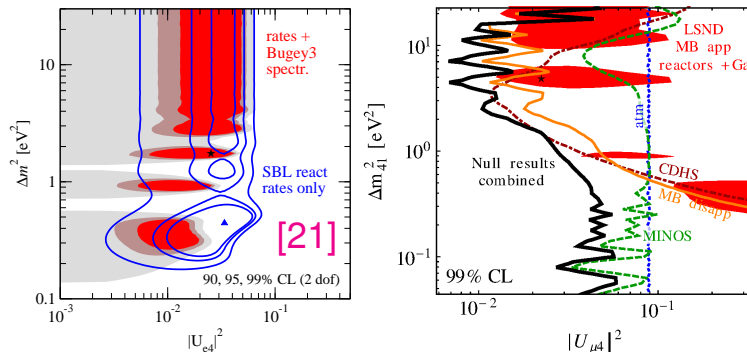 rates +
Bugey3
spectr.
SBL react
rates only
[21]
90, 95, 99% CL (2 dof)
Δm² [eV²]
10
1
0.1
10⁻³ 10⁻² 10⁻¹
|U_e4|²
LSND
MB app
reactors +Ga
atm
Null results
combined
CDHS
MB disapp
MINOS
99% CL
Δm²₄₁ [eV²]
10¹
10⁰
10⁻¹
10⁻² 10⁻¹
|U_μ4|²